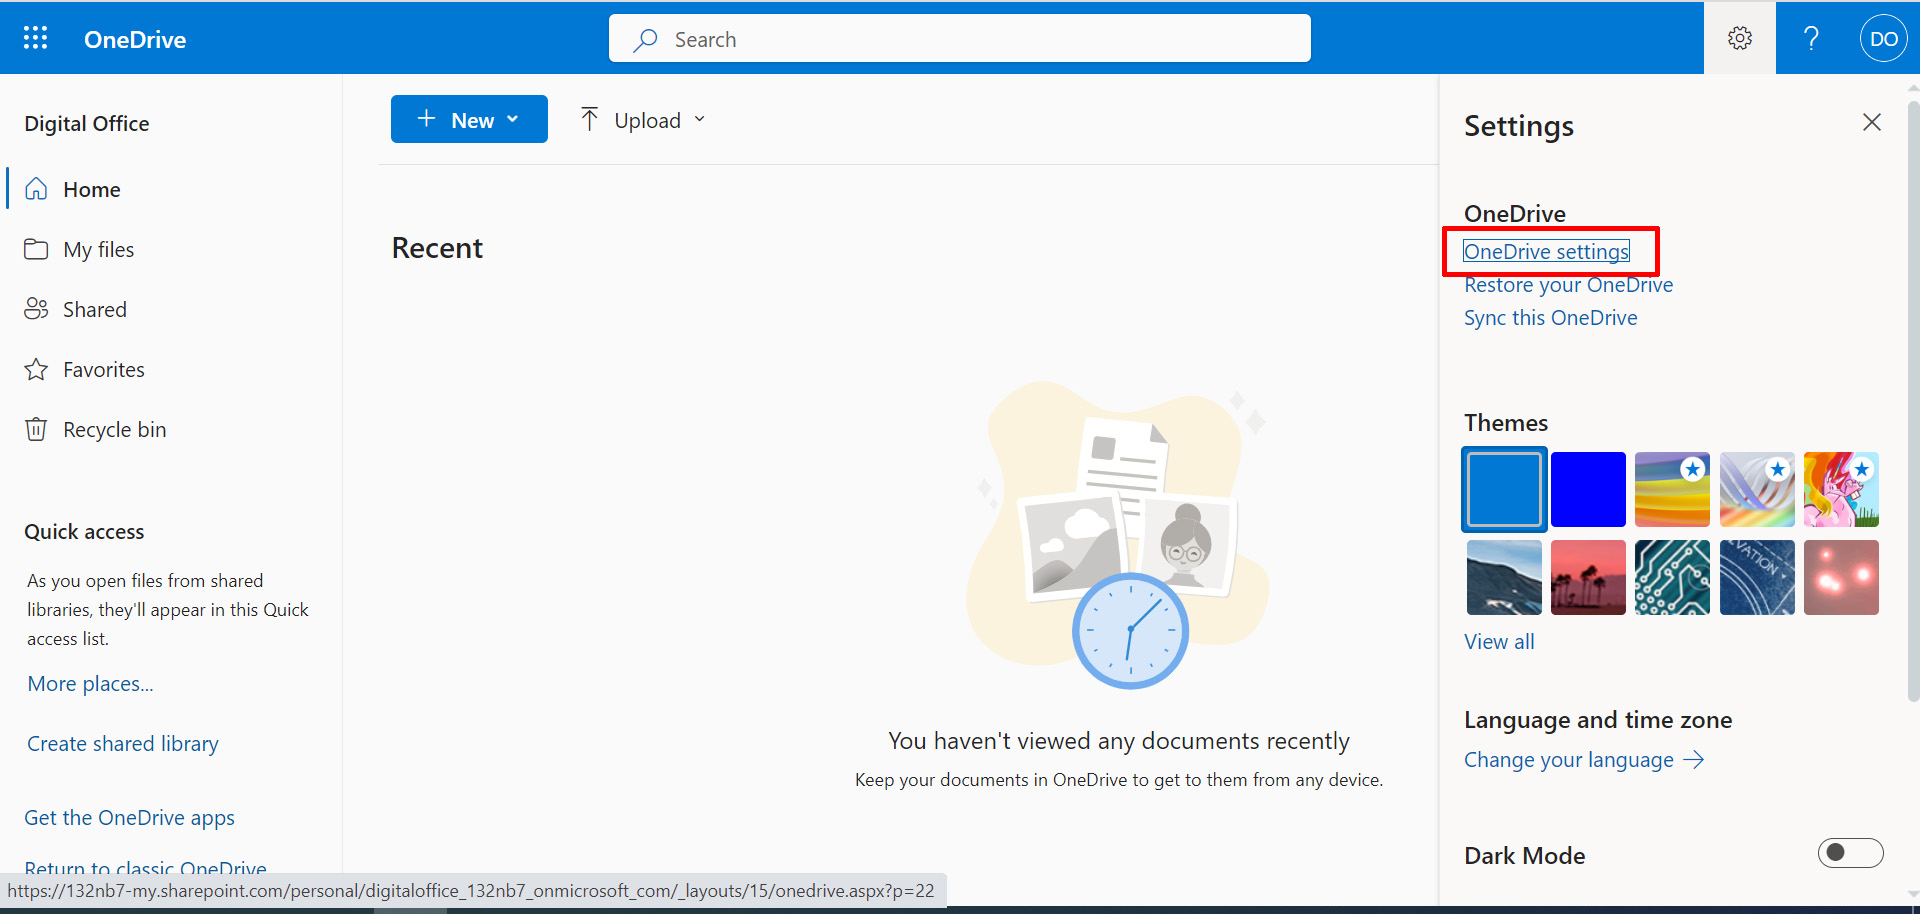 OneDrive
Search
?
DO
Digital Office
Home
My files
Shared
Favorites
Recycle bin
Quick access
As you open files from shared
libraries, they'll appear in this Quick
access list.
More places...
Create shared library
Get the OneDrive apps
Return to classic OneDrive
https://132nb7-my.sharepoint.com/personal/digitaloffice_132nb7_onmicrosoft_com/_layouts/15/onedrive.aspx?p=22
+ New
Upload
Recent
You haven't viewed any documents recently
Keep your documents in OneDrive to get to them from any device.
Settings
OneDrive
OneDrive settings
Restore your OneDrive
Sync this OneDrive
Themes
VATION
View all
Language and time zone
Change your language →
Dark Mode